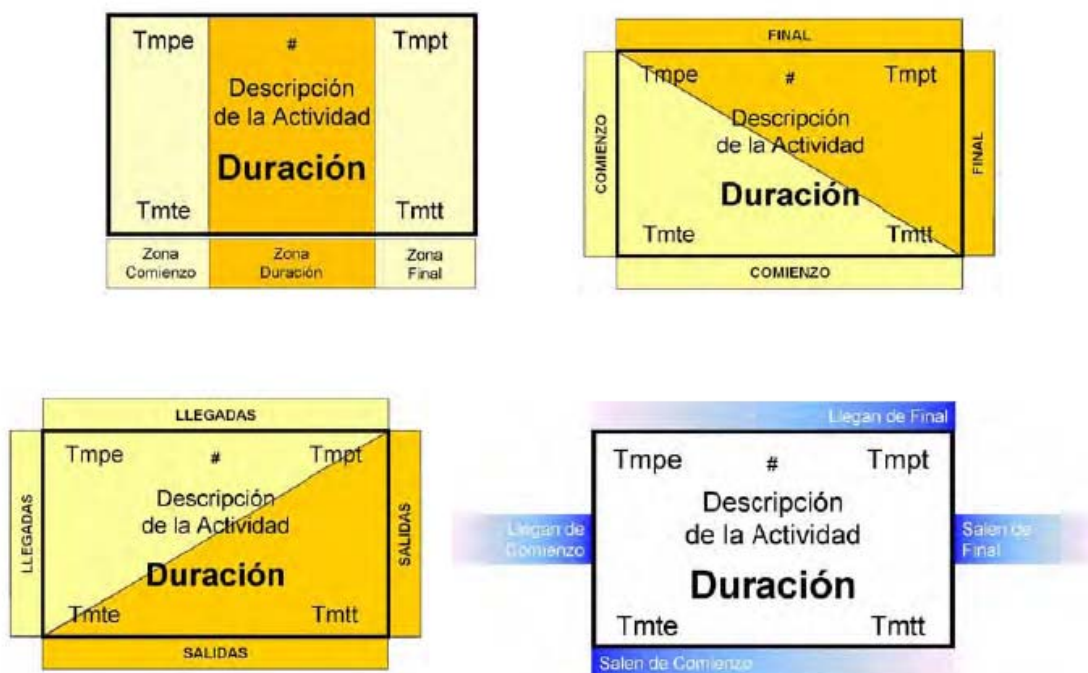 Tmpe # Tmpt
Descripción
de la Actividad
Duración
Tmte Tmtt
Zona Zona Zona
Comienzo Duración Final
FINAL
COMIENZO
Tmpe # Tmpt
Descripción
de la Actividad
Duración
FINAL
Tmte Tmtt
COMIENZO
LLEGADAS
LLEGADAS
Tmpe # Tmpt
Descripción
de la Actividad
Duración
SALIDAS
Tmte Tmtt
SALIDAS
Llegan de Final
Tmpe # Tmpt
Descripción
de la Actividad
Llegan de
Comienzo
Salen de
Final
Duración
Tmte Tmtt
Salen de Comienzo